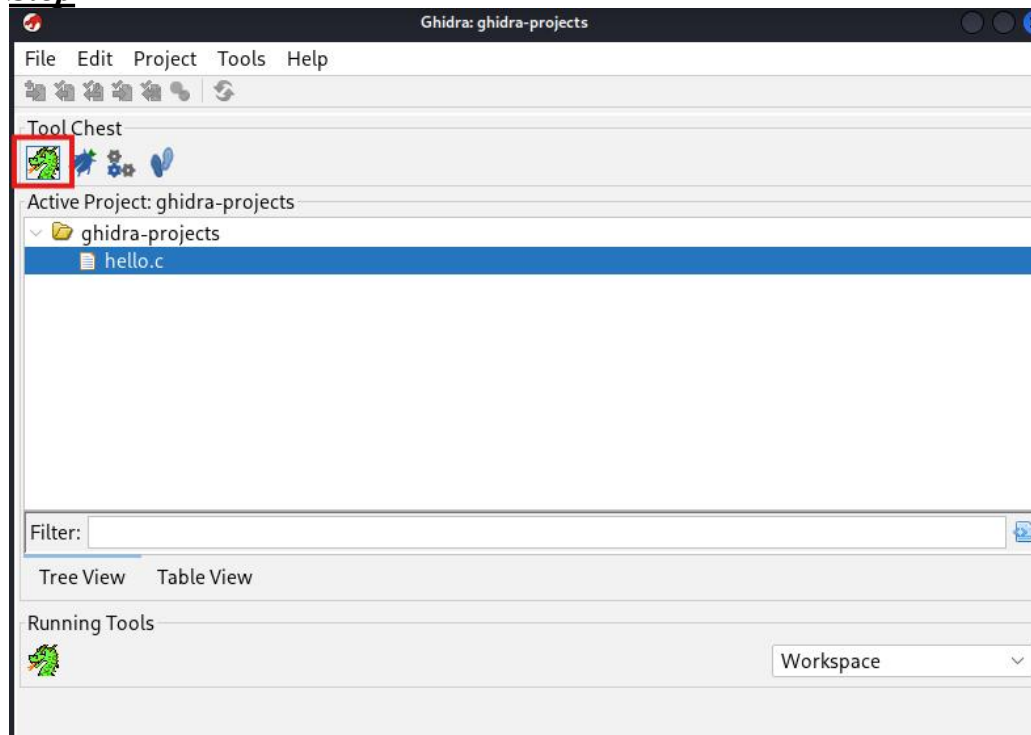 Ghidra: ghidra-projects
File Edit Project Tools Help
Tool Chest
Active Project: ghidra-projects
ghidra-projects
hello.c
Filter:
Tree View Table View
Running Tools
Workspace